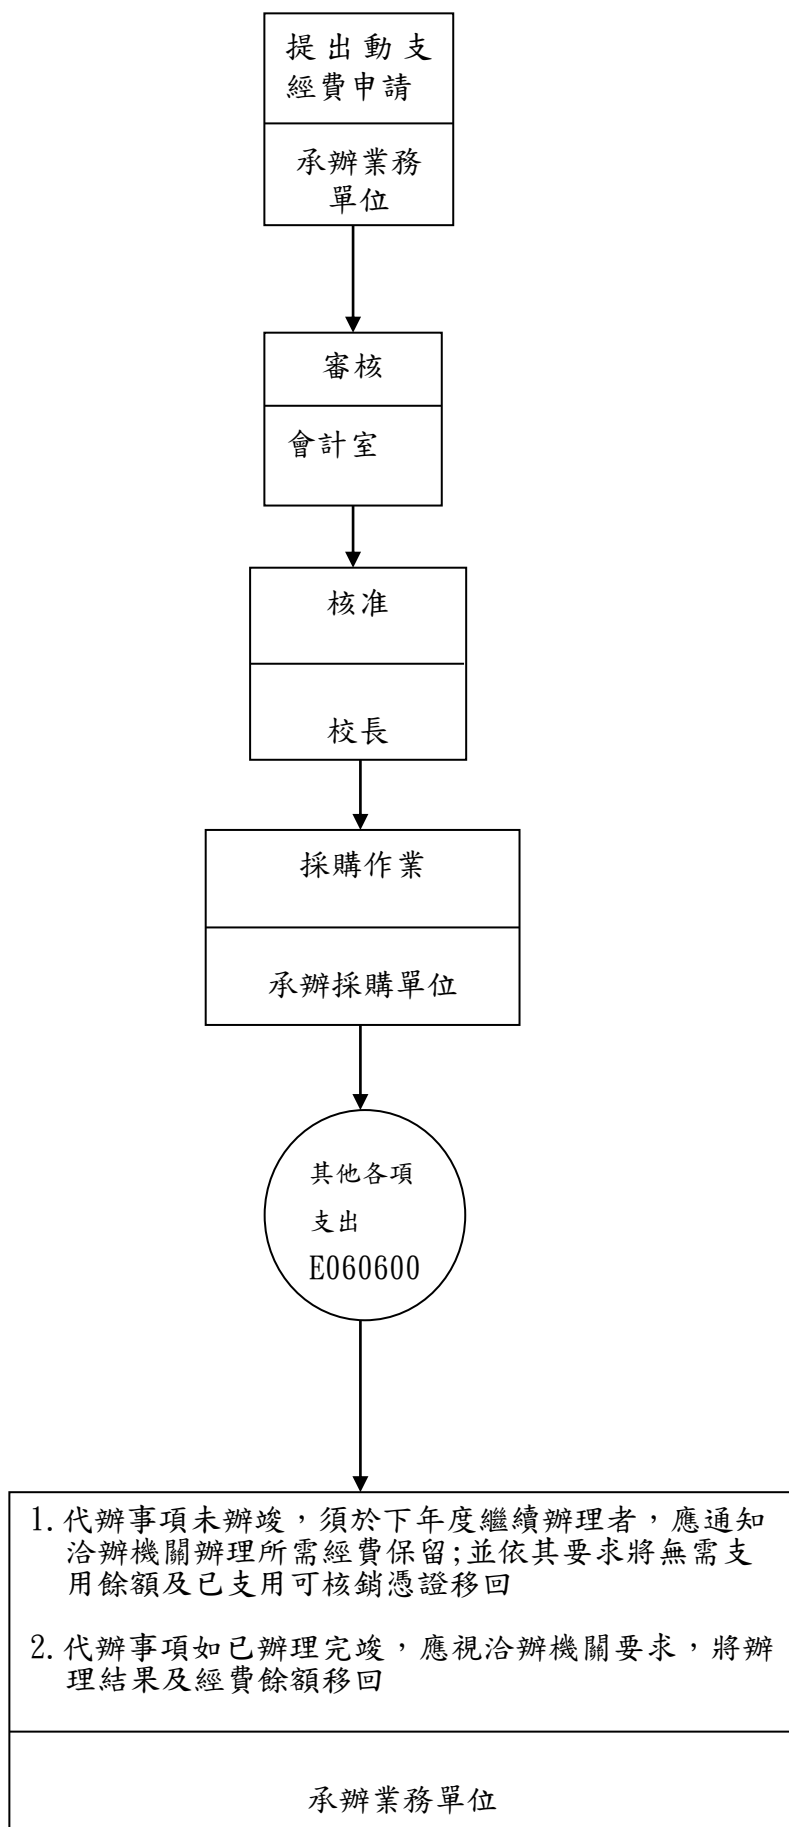 提出動支
經費申請
承辦業務
單位
審核
會計室
核准
校長
採購作業
承辦採購單位
其他各項
支出
E060600
1.代辦事項未辦竣，須於下年度繼續辦理者，應通知
洽辦機關辦理所需經費保留;並依其要求將無需支
用餘額及已支用可核銷憑證移回
2.代辦事項如已辦理完竣，應視洽辦機關要求，將辦
理結果及經費餘額移回
承辦業務單位